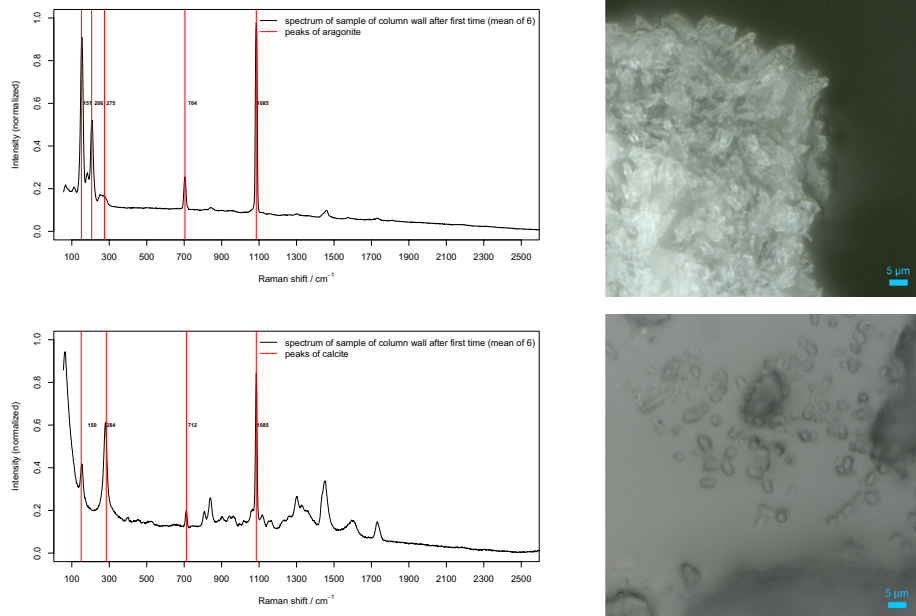 spectrum of sample of column wall after first time (mean of 6)
peaks of aragonite
151 206 275 704 1085
Intensity (normalized)
0.0 0.2 0.4 0.6 0.8 1.0
100 300 500 700 900 1100 1300 1500 1700 1900 2100 2300 2500
Raman shift / cm⁻¹
5 µm
spectrum of sample of column wall after first time (mean of 6)
peaks of calcite
150 284 712 1085
Intensity (normalized)
0.0 0.2 0.4 0.6 0.8 1.0
100 300 500 700 900 1100 1300 1500 1700 1900 2100 2300 2500
Raman shift / cm⁻¹
5 µm